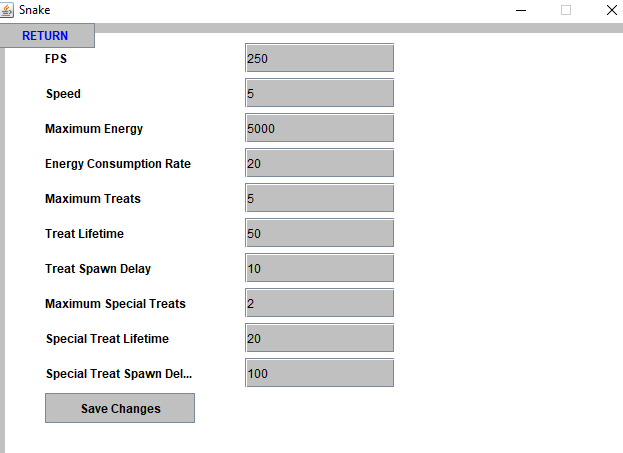 Snake
RETURN
FPS 250
Speed 5
Maximum Energy 5000
Energy Consumption Rate 20
Maximum Treats 5
Treat Lifetime 50
Treat Spawn Delay 10
Maximum Special Treats 2
Special Treat Lifetime 20
Special Treat Spawn Del... 100
Save Changes